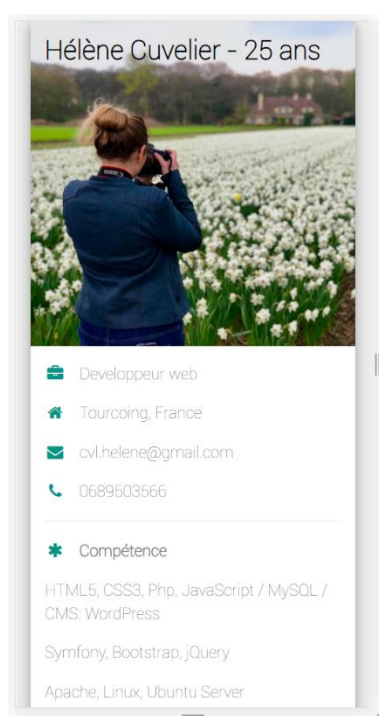 Hélène Cuvelier - 25 ans
Developpeur web
Tourcoing, France
cvl.helene@gmail.com
0689503566
Compétence
HTML5, CSS3, Php, JavaScript / MySQL /
CMS: WordPress
Symfony, Bootstrap, jQuery
Apache, Linux, Ubuntu Server